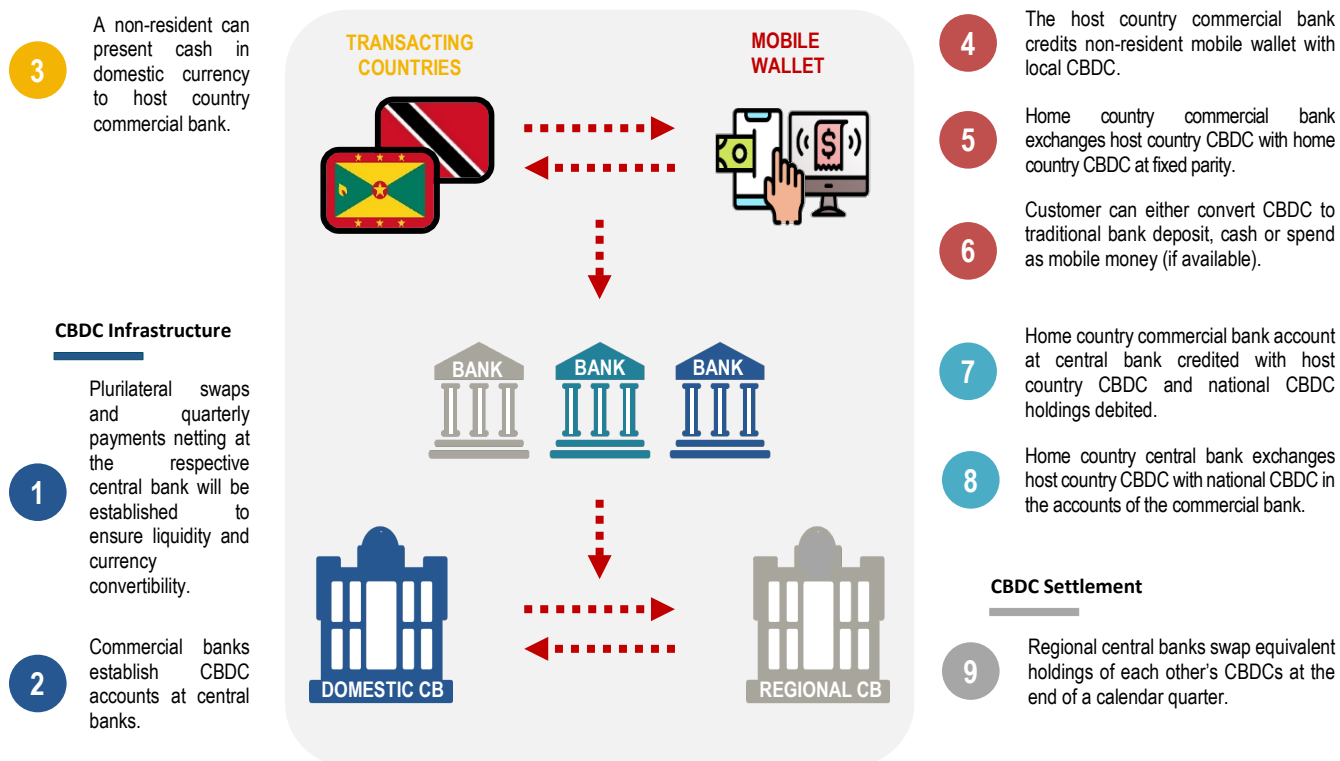 3
A non-resident can
present cash in
domestic currency
to host country
commercial bank.
CBDC Infrastructure
1
Plurilateral swaps
and quarterly
payments netting at
the respective
central bank will be
established to
ensure liquidity and
currency
convertibility.
2
Commercial banks
establish CBDC
accounts at central
banks.
TRANSACTING
COUNTRIES
MOBILE
WALLET
$
BANK
BANK
BANK
DOMESTIC CB
REGIONAL CB
4
The host country commercial bank
credits non-resident mobile wallet with
local CBDC.
5
Home country commercial bank
exchanges host country CBDC with home
country CBDC at fixed parity.
6
Customer can either convert CBDC to
traditional bank deposit, cash or spend
as mobile money (if available).
7
Home country commercial bank account
at central bank credited with host
country CBDC and national CBDC
holdings debited.
8
Home country central bank exchanges
host country CBDC with national CBDC in
the accounts of the commercial bank.
CBDC Settlement
9
Regional central banks swap equivalent
holdings of each other’s CBDCs at the
end of a calendar quarter.